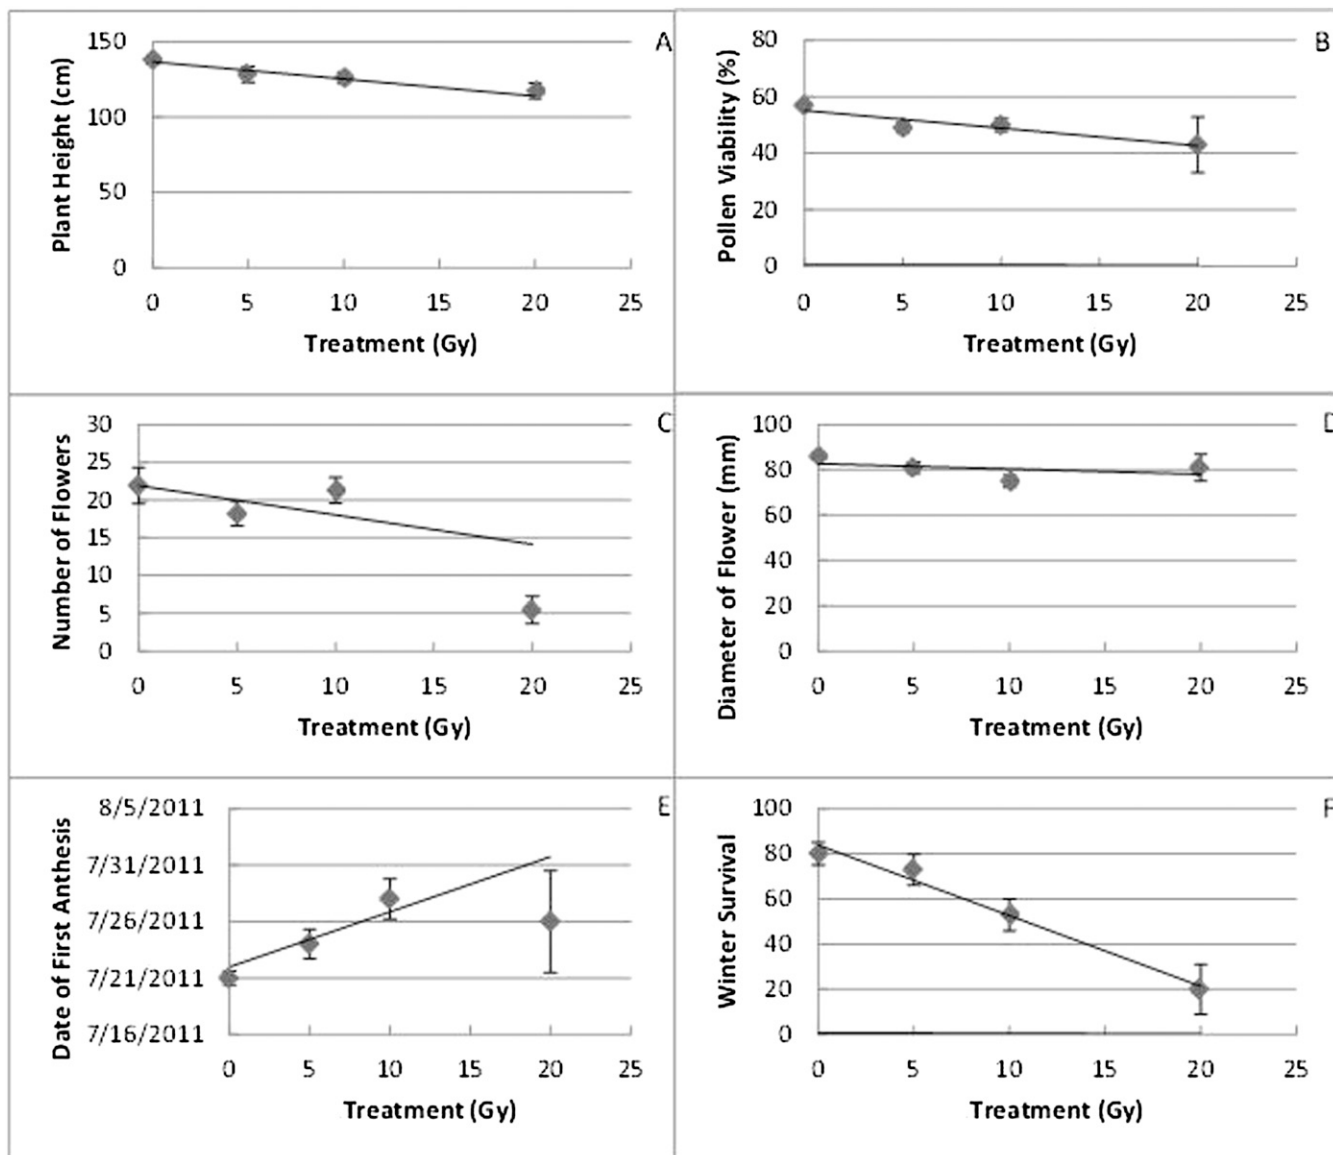 A
Plant Height (cm)
150
100
50
0
0 5 10 15 20 25
Treatment (Gy)
B
Pollen Viability (%)
80
60
40
20
0
0 5 10 15 20 25
Treatment (Gy)
C
Number of Flowers
30
25
20
15
10
5
0
0 5 10 15 20 25
Treatment (Gy)
D
Diameter of Flower (mm)
100
80
60
40
20
0
0 5 10 15 20 25
Treatment (Gy)
E
Date of First Anthesis
8/5/2011
7/31/2011
7/26/2011
7/21/2011
7/16/2011
0 5 10 15 20 25
Treatment (Gy)
F
Winter Survival
100
80
60
40
20
0
0 5 10 15 20 25
Treatment (Gy)